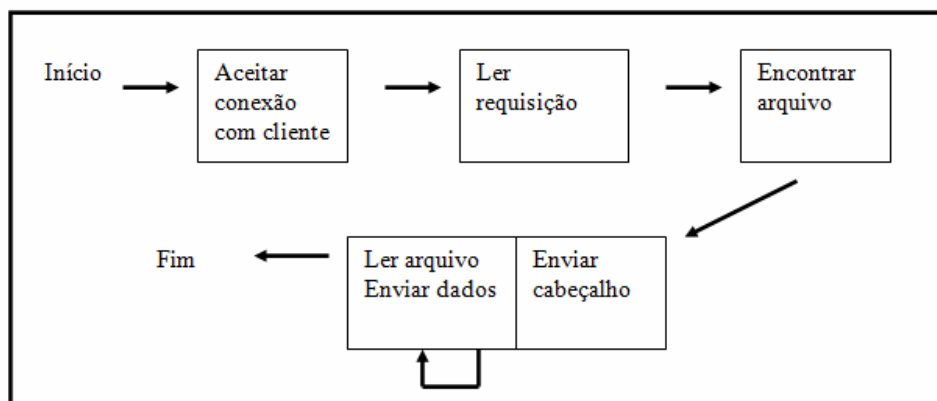 Início
Aceitar
conexão
com cliente
Ler
requisição
Encontrar
arquivo
Enviar
cabeçalho
Ler arquivo
Enviar dados
Fim